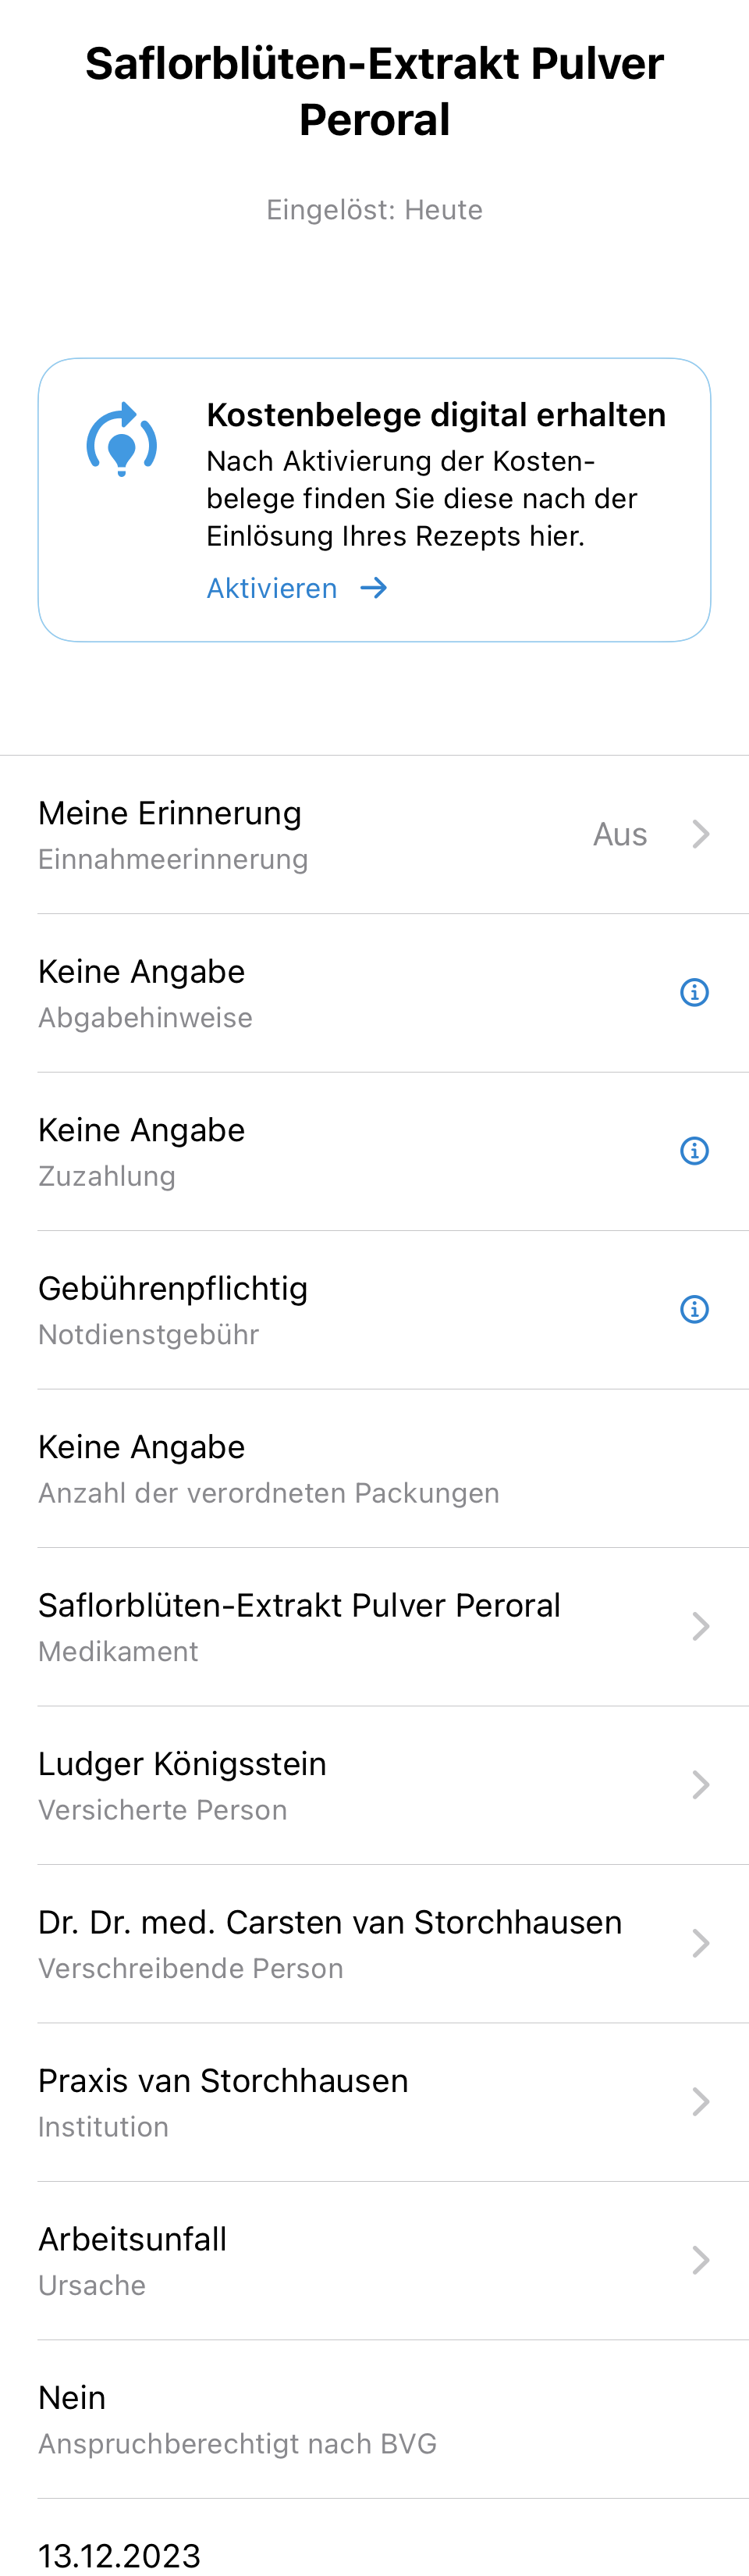 Saflorblüten-Extrakt Pulver
Peroral
Eingelöst: Heute
Kostenbelege digital erhalten
Nach Aktivierung der Kosten-
belege finden Sie diese nach der
Einlösung Ihres Rezepts hier.
Aktivieren →
Meine Erinnerung
Einnahmeerinnerung
Aus
Keine Angabe
Abgabehinweise
Keine Angabe
Zuzahlung
Gebührenpflichtig
Notdienstgebühr
Keine Angabe
Anzahl der verordneten Packungen
Saflorblüten-Extrakt Pulver Peroral
Medikament
Ludger Königsstein
Versicherte Person
Dr. Dr. med. Carsten van Storchhausen
Verschreibende Person
Praxis van Storchhausen
Institution
Arbeitsunfall
Ursache
Nein
Anspruchberechtigt nach BVG
13.12.2023